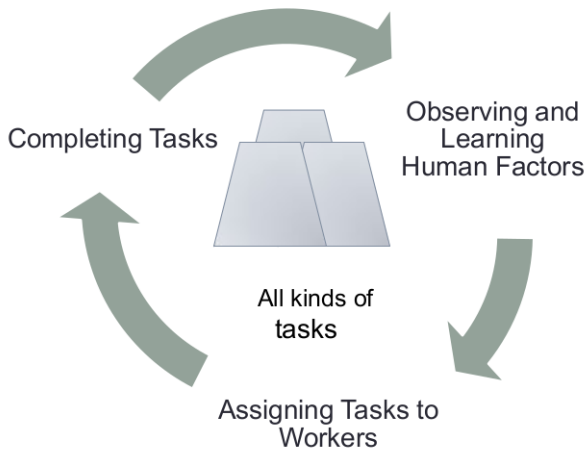 Completing Tasks
Observing and
Learning
Human Factors
All kinds of
tasks
Assigning Tasks to
Workers